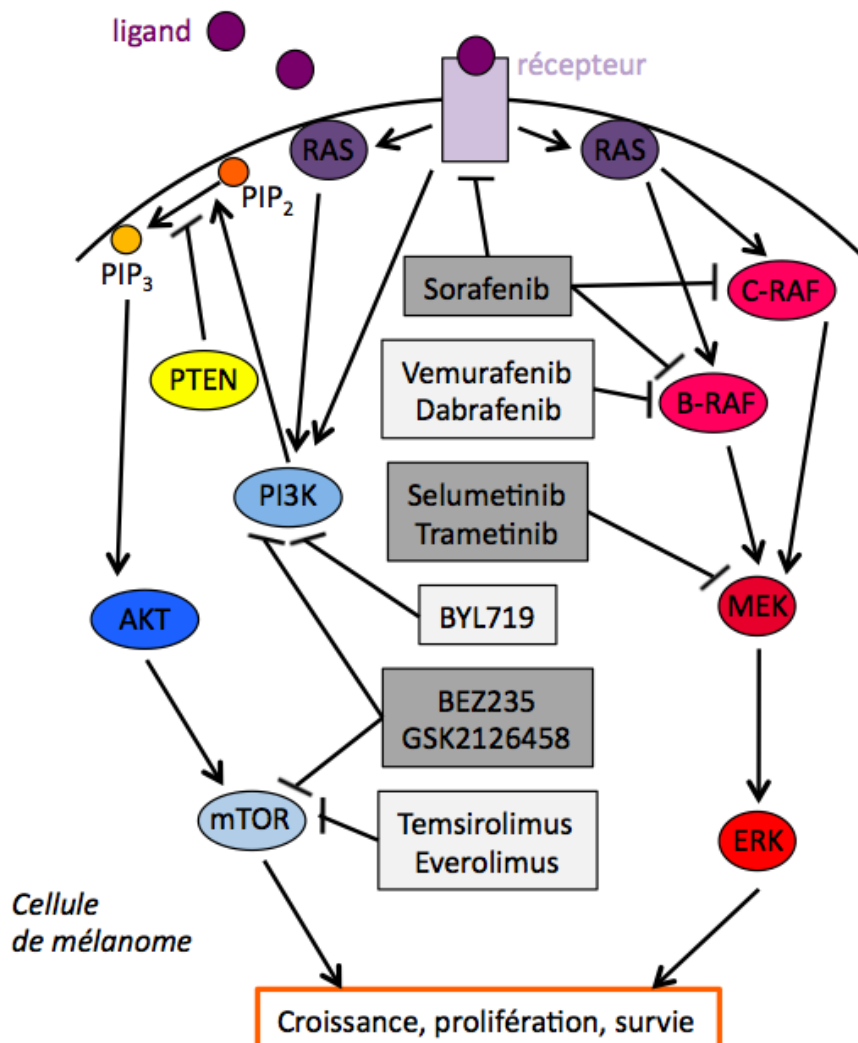 ligand
récepteur
RAS
RAS
PIP₂
PIP₃
Sorafenib
C-RAF
PTEN
Vemurafenib
Dabrafenib
B-RAF
PI3K
Selumetinib
Trametinib
AKT
BYL719
MEK
BEZ235
GSK2126458
mTOR
Temsirolimus
Everolimus
ERK
Cellule
de mélanome
Croissance, prolifération, survie